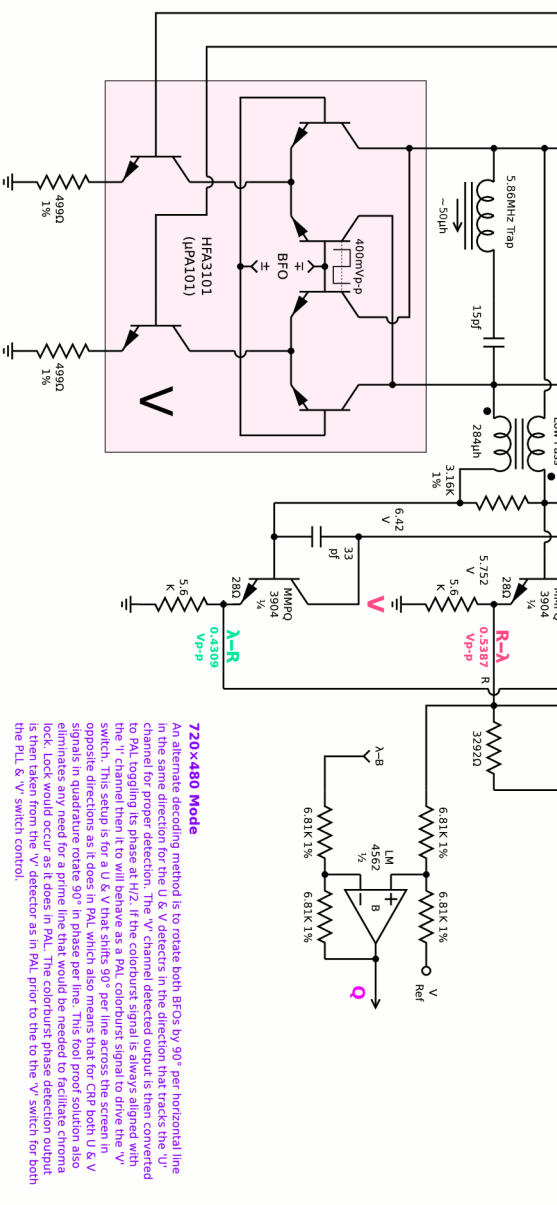 5.86MHz Trap
~50μh
15pf
284μh
3.16K
1%
400mVp-p
BFO
∓
±
HFA3101
(μPA101)
V
499Ω
1%
499Ω
1%
6.42
V
33
pf
5.752
V
3904
¼
28Ω
5.6
K
R–λ
0.5387
Vp-p
R
V
MMPQ
3904
¼
28Ω
5.6
K
λ–R
0.4309
Vp-p
3292Ω
6.81K 1%
6.81K 1%
V
Ref
λ–B
LM
4562
½
+
–
B
6.81K 1%
6.81K 1%
Q
720×480 Mode
An alternate decoding method is to rotate both BFOs by 90° per horizontal line
in the same direction for the U & V detectrs in the direction that tracks the 'U'
channel for proper detection. The 'V' channel detected output is then converted
to PAL toggling its phase at H/2. If the colorburst signal is always aligned with
the 'I' channel then it to will behave as a PAL colorburst signal to drive the 'V'
switch. This setup is for a U & V that shifts 90° per line across the screen in
opposite directions as it does in PAL which also means that for CRP both U & V
signals in quadrature rotate 90° in phase per line. This fool proof solution also
eliminates any need for a prime line that would be needed to facilitate chroma
lock. Lock would occur as it does in PAL. The colorburst phase detection output
is then taken from the 'V' detector as in PAL prior to the to the 'V' switch for both
the PLL & 'V' switch control.